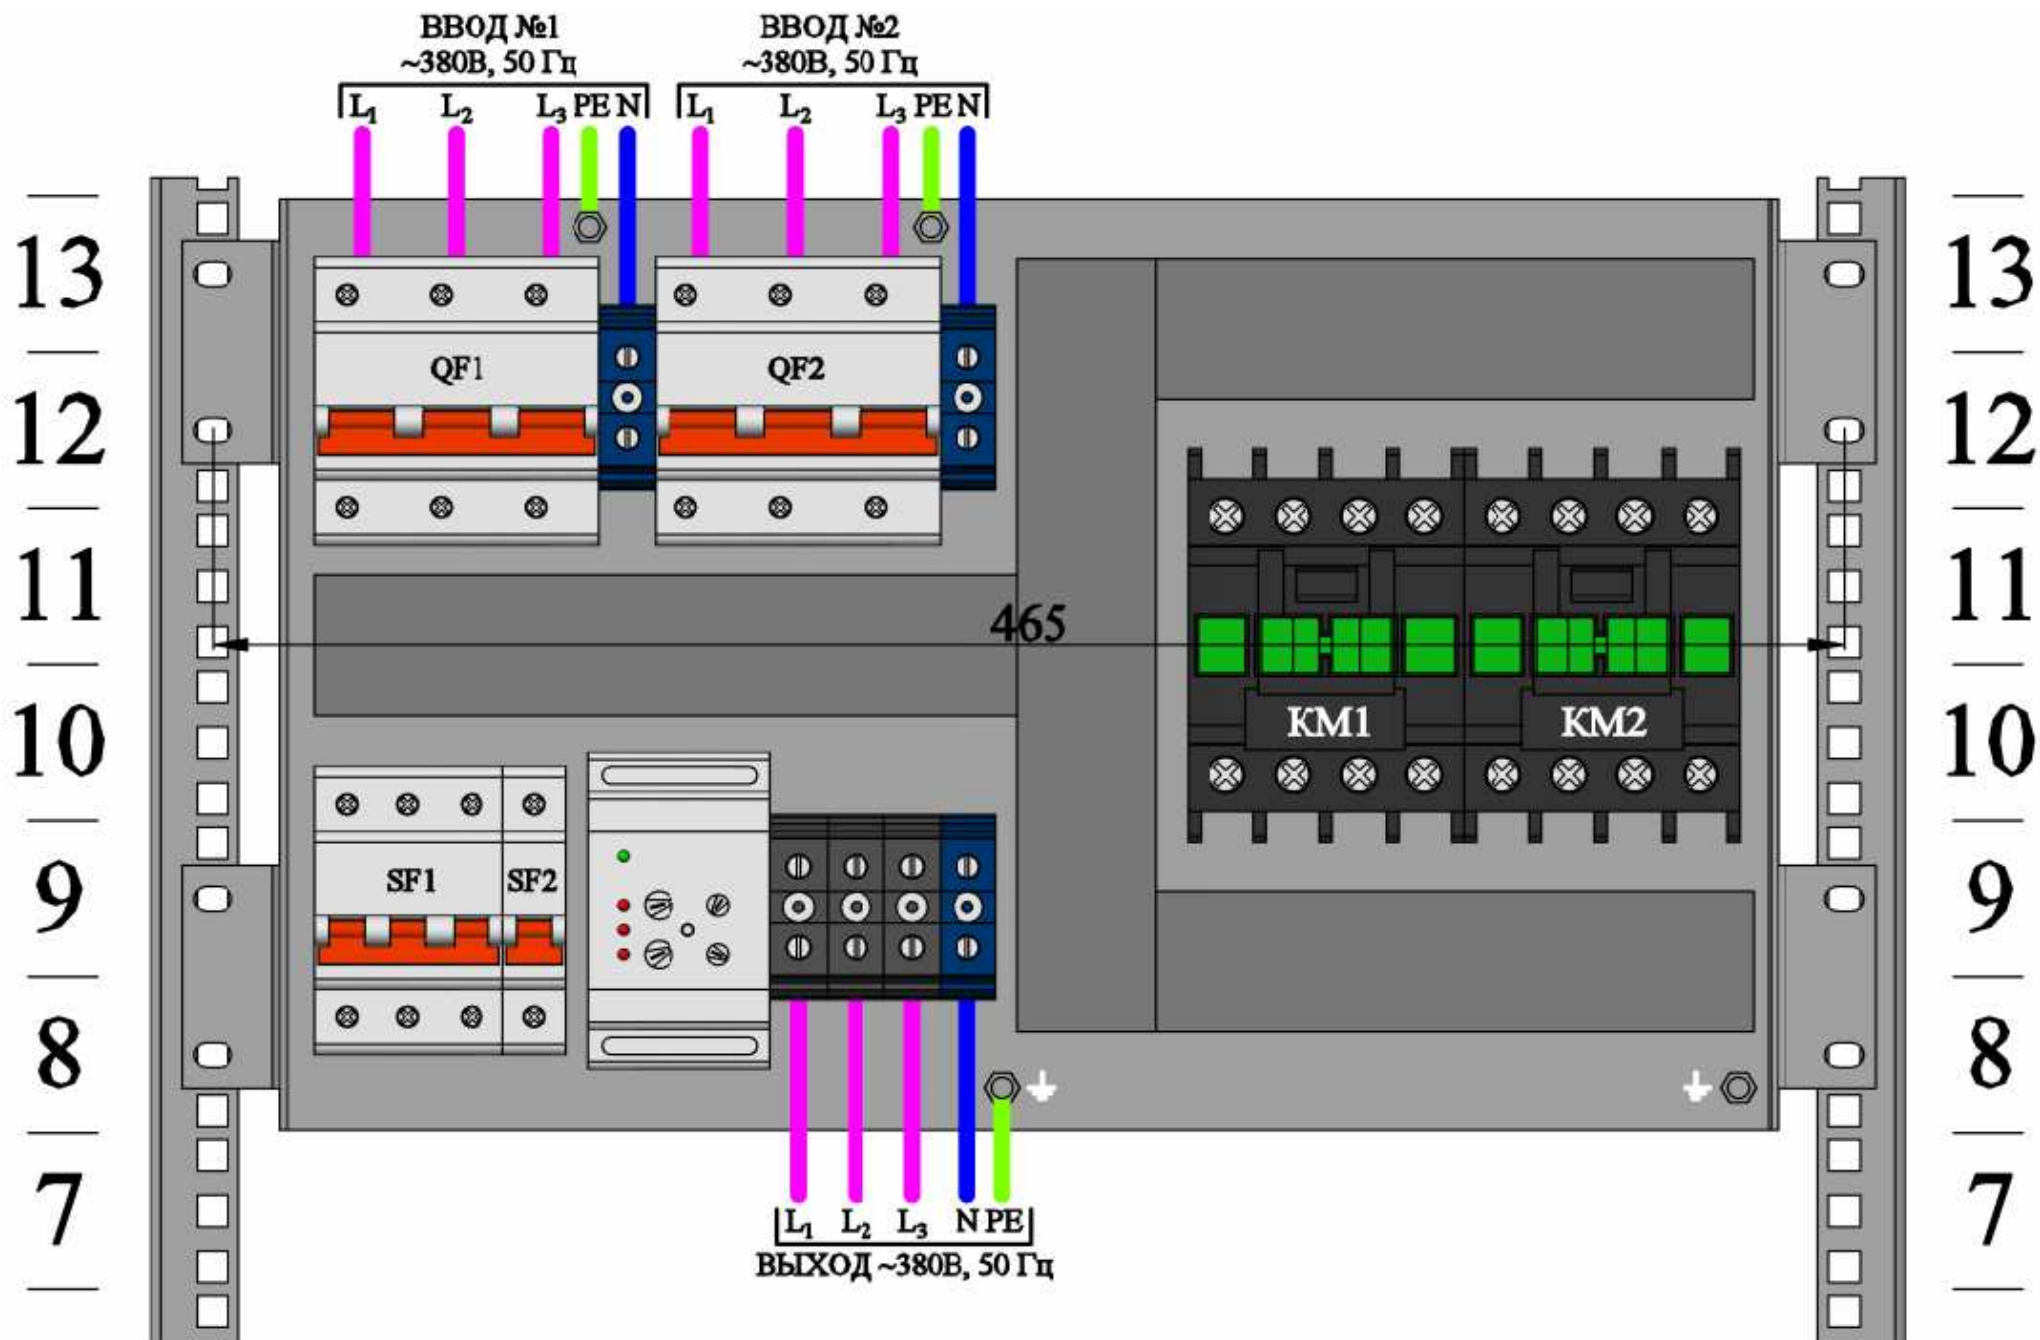 ВВОД №1
~380В, 50 Гц
L1 L2 L3 PE N
ВВОД №2
~380В, 50 Гц
L1 L2 L3 PE N
13
12
11
10
9
8
7
QF1
QF2
465
KM1
KM2
SF1
SF2
L1 L2 L3 N PE
ВЫХОД ~380В, 50 Гц
13
12
11
10
9
8
7